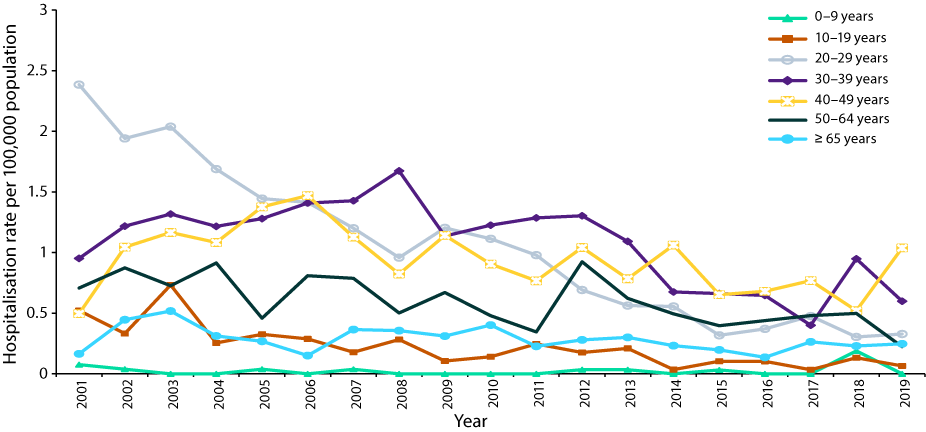 Hospitalisation rate per 100,000 population
3
2.5
2
1.5
1
0.5
0
0–9 years
10–19 years
20–29 years
30–39 years
40–49 years
50–64 years
≥ 65 years
2001
2002
2003
2004
2005
2006
2007
2008
2009
2010
2011
2012
2013
2014
2015
2016
2017
2018
2019
Year